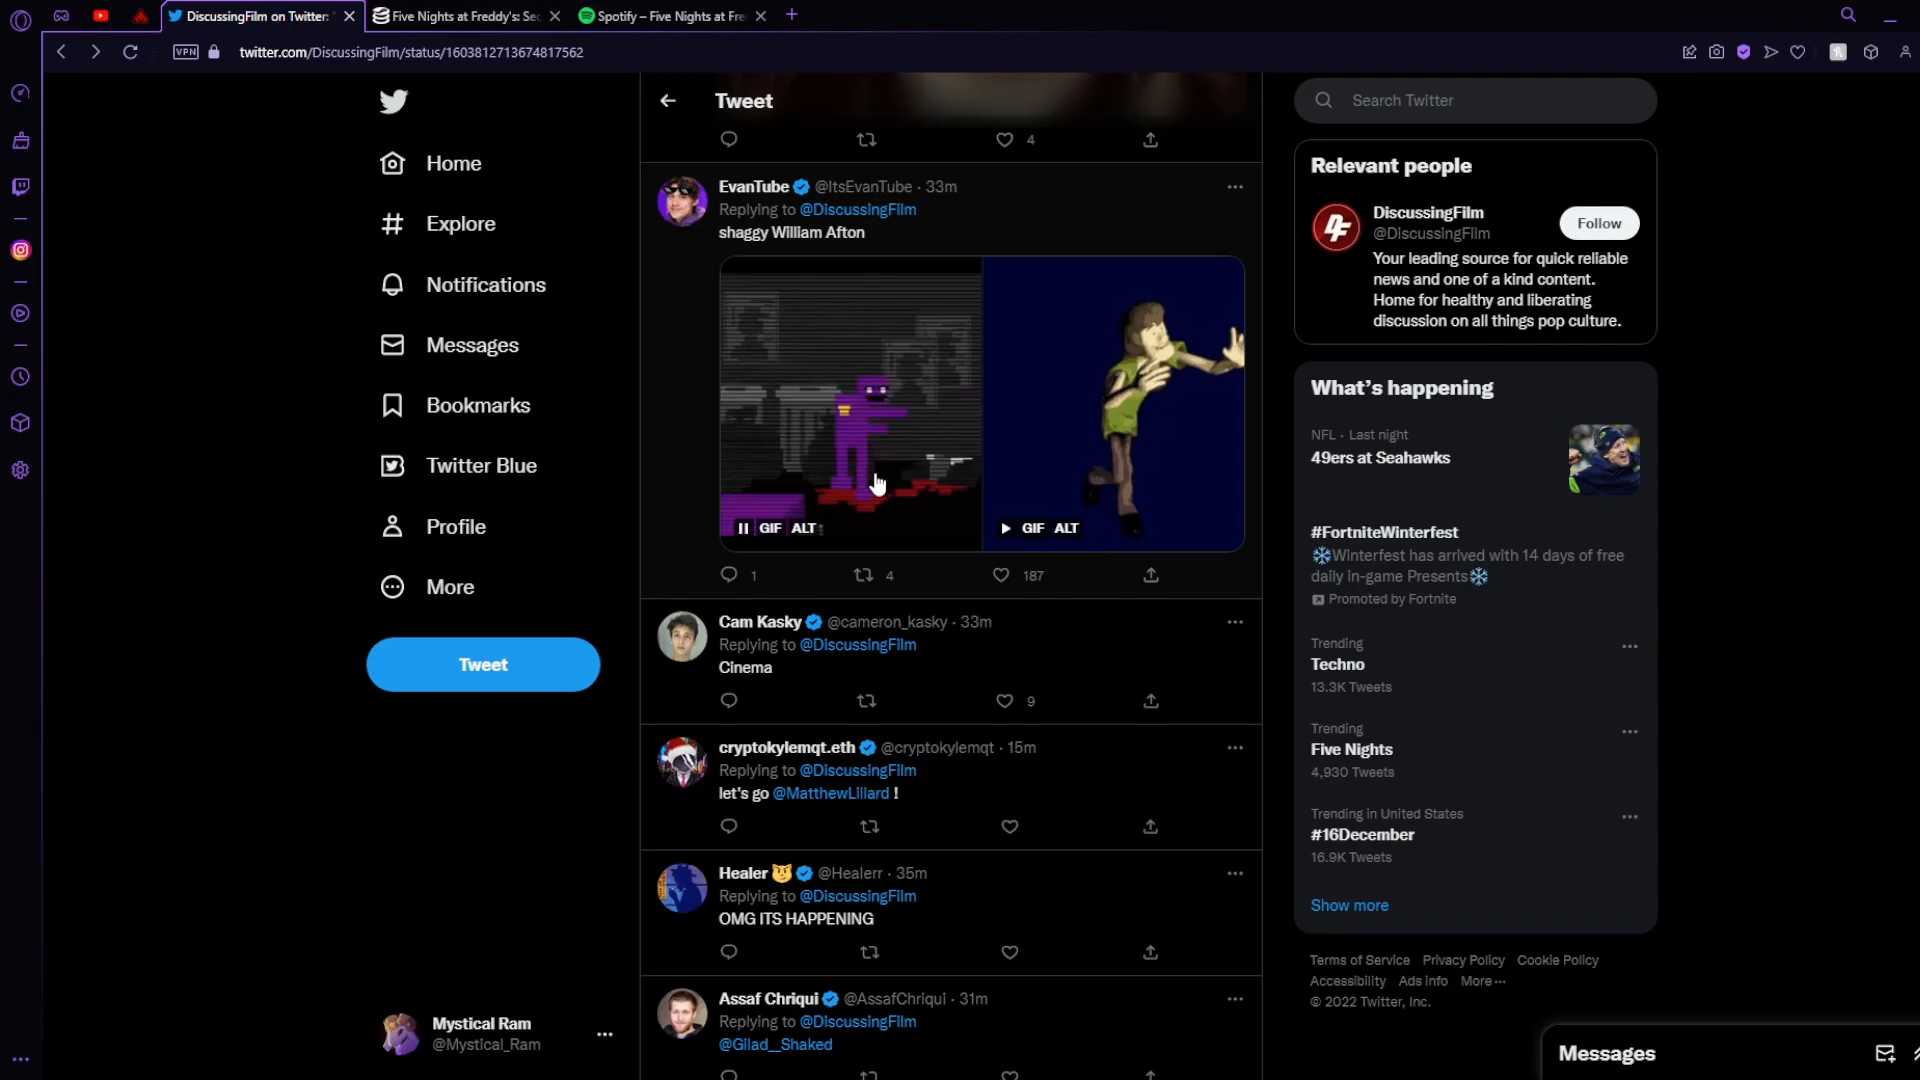 DiscussingFilm on Twitter:
Five Nights at Freddy's: Sec
Spotify – Five Nights at Fre
VPN
twitter.com/DiscussingFilm/status/1603812713674817562
Home
Explore
Notifications
Messages
Bookmarks
Twitter Blue
Profile
More
Tweet
Mystical Ram
@Mystical_Ram
Tweet
4
EvanTube @ItsEvanTube · 33m
Replying to @DiscussingFilm
shaggy William Afton
GIF ALT
GIF ALT
1 4 187
Cam Kasky @cameron_kasky · 33m
Replying to @DiscussingFilm
Cinema
9
cryptokylemqt.eth @cryptokylemqt · 15m
Replying to @DiscussingFilm
let's go @MatthewLillard !
Healer 😼 @Healerr · 35m
Replying to @DiscussingFilm
OMG ITS HAPPENING
Assaf Chriqui @AssafChriqui · 31m
Replying to @DiscussingFilm
@Gilad__Shaked
Search Twitter
Relevant people
DF
DiscussingFilm
@DiscussingFilm
Follow
Your leading source for quick reliable
news and one of a kind content.
Home for healthy and liberating
discussion on all things pop culture.
What's happening
NFL · Last night
49ers at Seahawks
#FortniteWinterfest
❄️Winterfest has arrived with 14 days of free
daily in-game Presents❄️
Promoted by Fortnite
Trending
Techno
13.3K Tweets
Trending
Five Nights
4,930 Tweets
Trending in United States
#16December
16.9K Tweets
Show more
Terms of Service Privacy Policy Cookie Policy
Accessibility Ads info More ···
© 2022 Twitter, Inc.
Messages